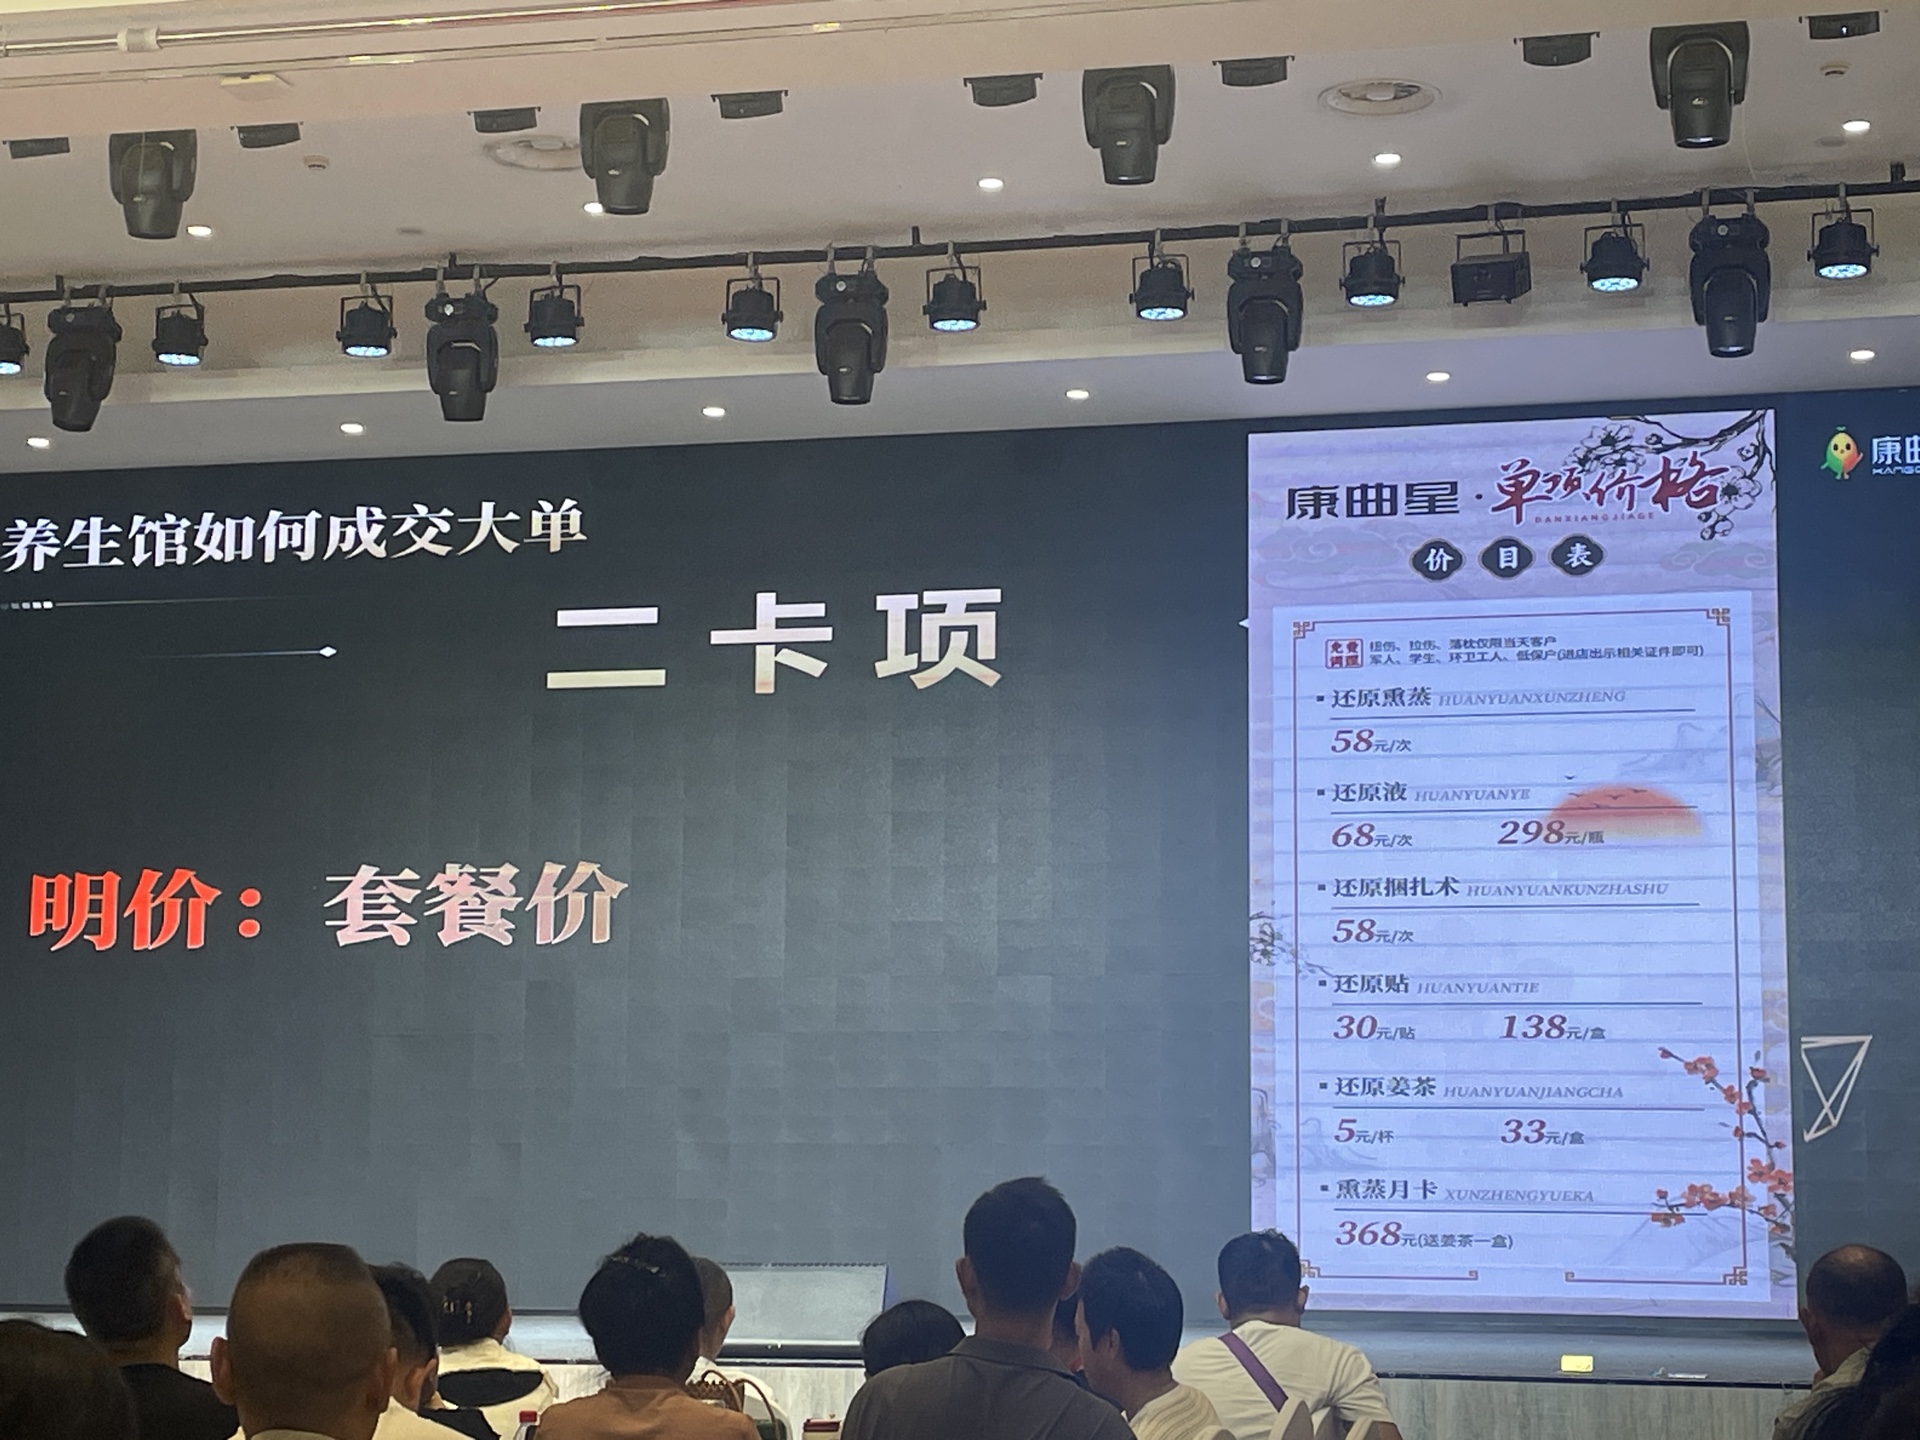 养生馆如何成交大单
二卡项
明价：套餐价
康曲星·单项价格
DANXIANGJIAGE
价目表
免费调理
扭伤、拉伤、落枕仅限当天客户
军人、学生、环卫工人、低保户(进店出示相关证件即可)
还原熏蒸 HUANYUANXUNZHENG
58元/次
还原液 HUANYUANYE
68元/次 298元/瓶
还原捆扎术 HUANYUANKUNZHASHU
58元/次
还原贴 HUANYUANTIE
30元/贴 138元/盒
还原姜茶 HUANYUANJIANGCHA
5元/杯 33元/盒
熏蒸月卡 XUNZHENGYUEKA
368元(送姜茶一盒)
康曲